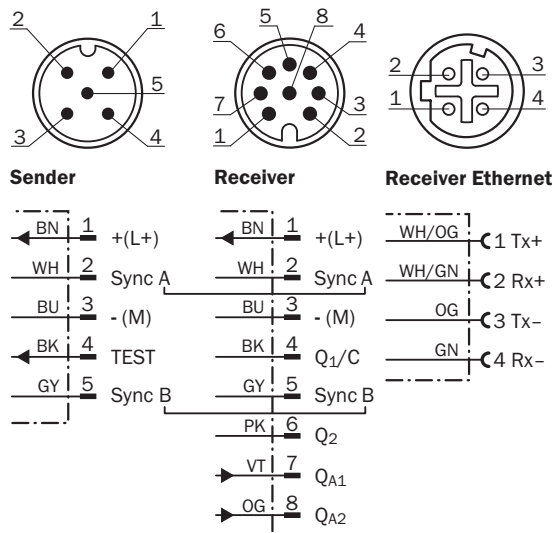 2 1 5 3 4
5 8 6 4 7 3 1 2
2 3 1 4
Sender
BN 1 +(L+)
WH 2 Sync A
BU 3 - (M)
BK 4 TEST
GY 5 Sync B
Receiver
BN 1 +(L+)
WH 2 Sync A
BU 3 - (M)
BK 4 Q1/C
GY 5 Sync B
PK 6 Q2
VT 7 QA1
OG 8 QA2
Receiver Ethernet
WH/OG 1 Tx+
WH/GN 2 Rx+
OG 3 Tx–
GN 4 Rx–